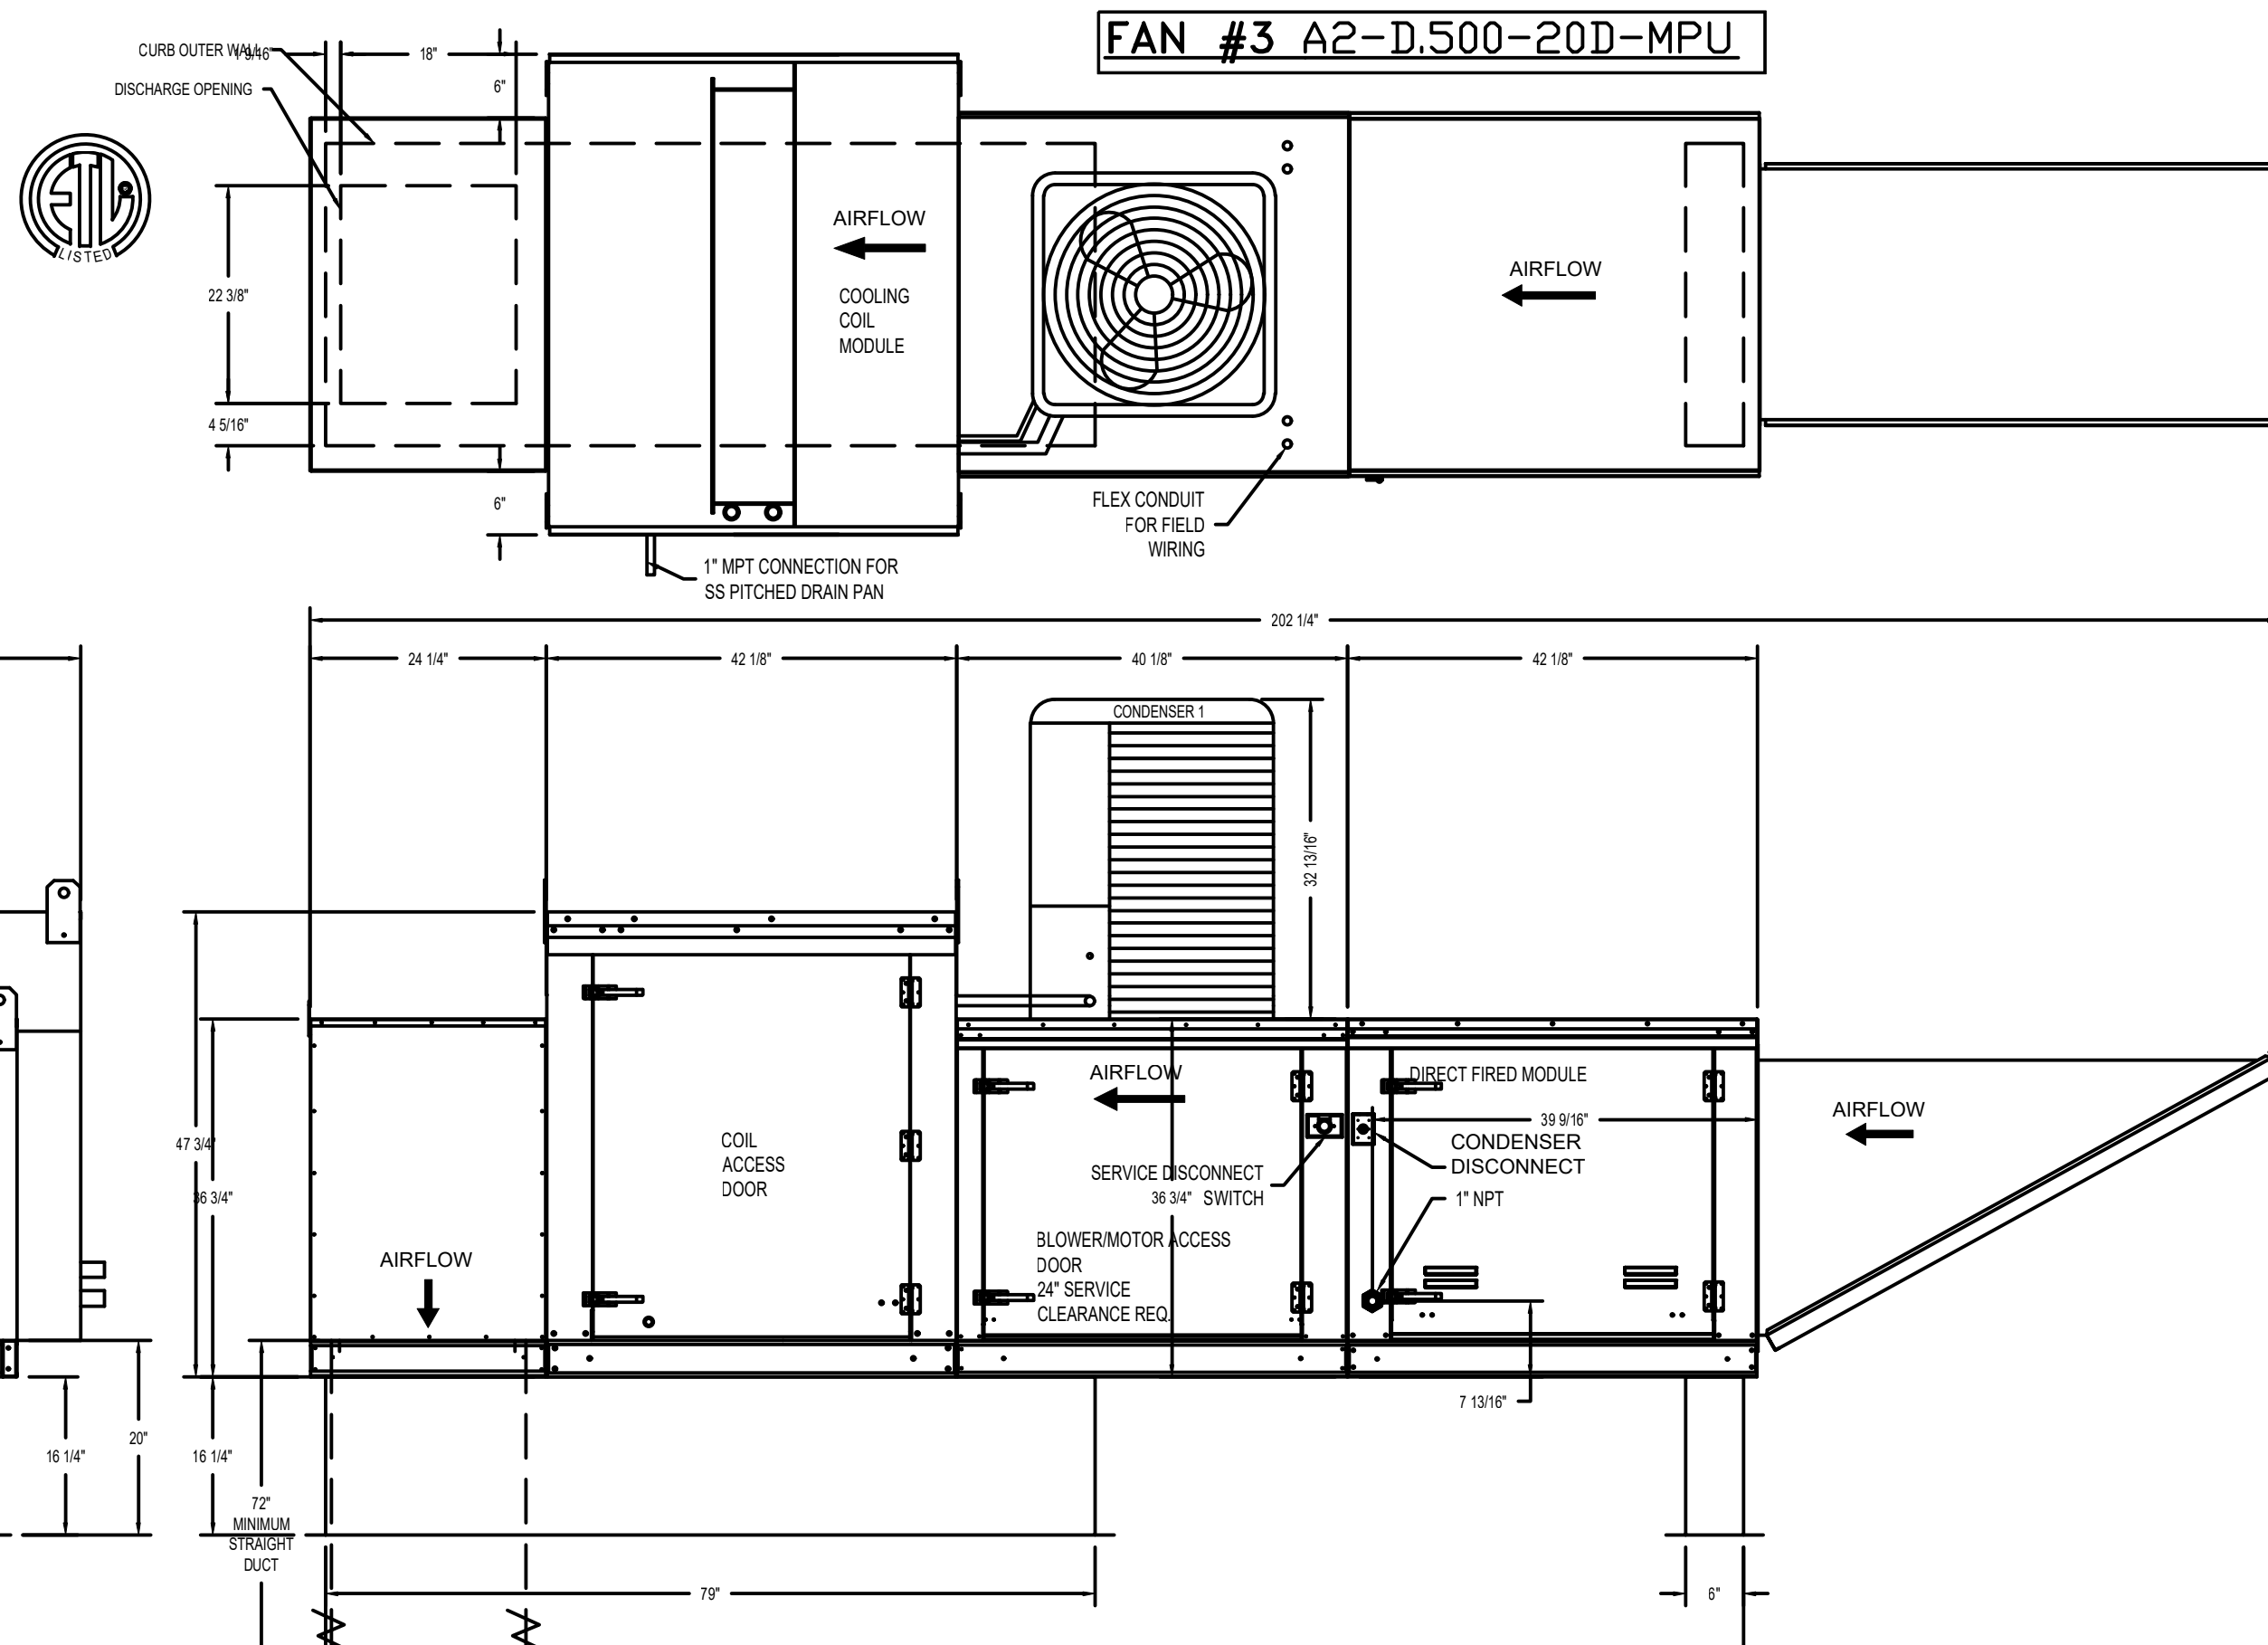 FAN #3 A2-D.500-20D-MPU
CURB OUTER WALL
1 9/16"
18"
6"
DISCHARGE OPENING
LISTED
AIRFLOW
COOLING
COIL
MODULE
AIRFLOW
22 3/8"
4 5/16"
6"
FLEX CONDUIT
FOR FIELD
WIRING
1" MPT CONNECTION FOR
SS PITCHED DRAIN PAN
202 1/4"
24 1/4"
42 1/8"
40 1/8"
42 1/8"
CONDENSER 1
32 13/16"
AIRFLOW
DIRECT FIRED MODULE
39 9/16"
AIRFLOW
47 3/4"
36 3/4"
COIL
ACCESS
DOOR
CONDENSER
DISCONNECT
SERVICE DISCONNECT
SWITCH
36 3/4"
1" NPT
BLOWER/MOTOR ACCESS
DOOR
24" SERVICE
CLEARANCE REQ.
AIRFLOW
7 13/16"
16 1/4"
20"
16 1/4"
72"
MINIMUM
STRAIGHT
DUCT
79"
6"